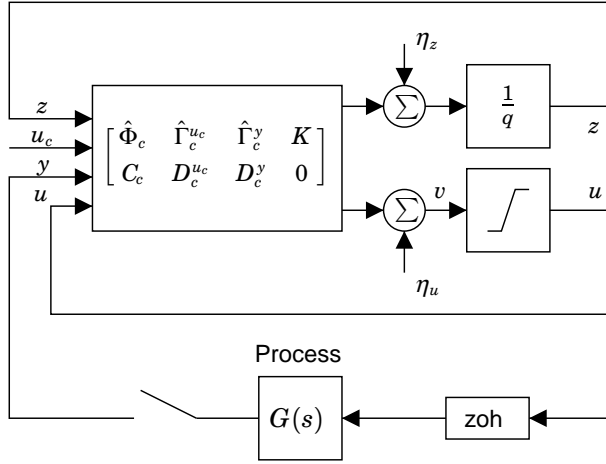 η_z
z
u_c
y
u
[ Φ̂_c Γ̂_c^{u_c} Γ̂_c^y K
C_c D_c^{u_c} D_c^y 0 ]
Σ
1/q
z
Σ
v
u
η_u
Process
G(s)
zoh